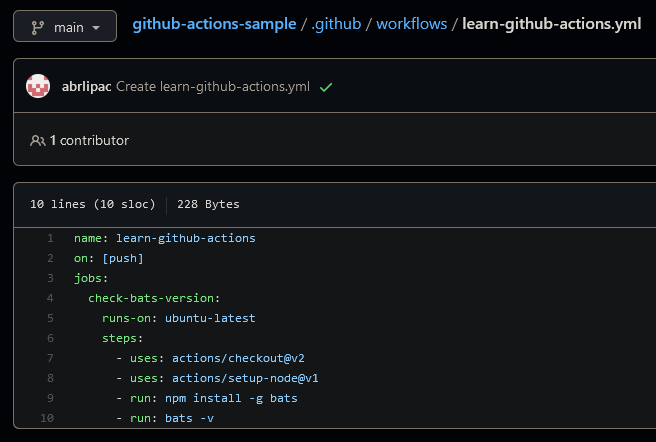 main github-actions-sample / .github / workflows / learn-github-actions.yml
abrlipac Create learn-github-actions.yml
1 contributor
10 lines (10 sloc) 228 Bytes
1 name: learn-github-actions
2 on: [push]
3 jobs:
4 check-bats-version:
5 runs-on: ubuntu-latest
6 steps:
7 - uses: actions/checkout@v2
8 - uses: actions/setup-node@v1
9 - run: npm install -g bats
10 - run: bats -v